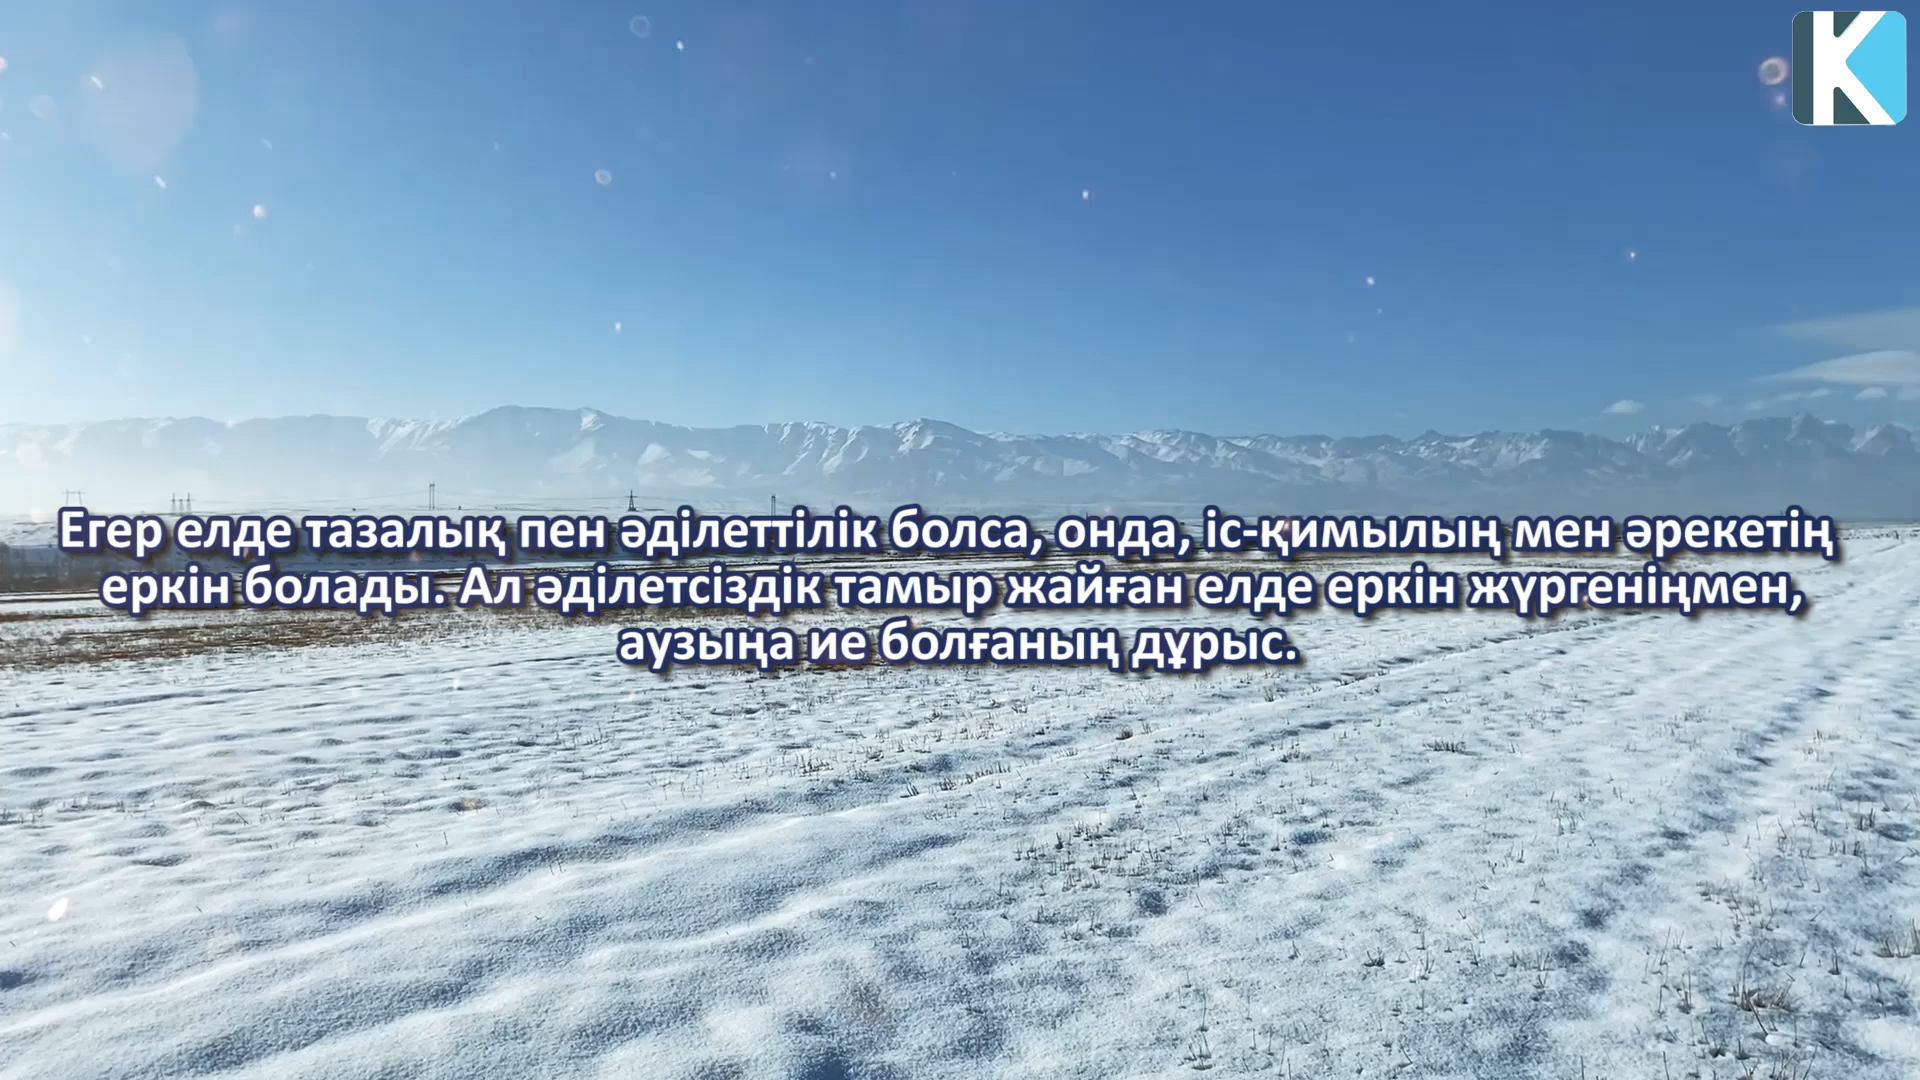 K
Егер елде тазалық пен әділеттілік болса, онда, іс-қимылың мен әрекетің
еркін болады. Ал әділетсіздік тамыр жайған елде еркін жүргеніңмен,
аузыңа ие болғаның дұрыс.